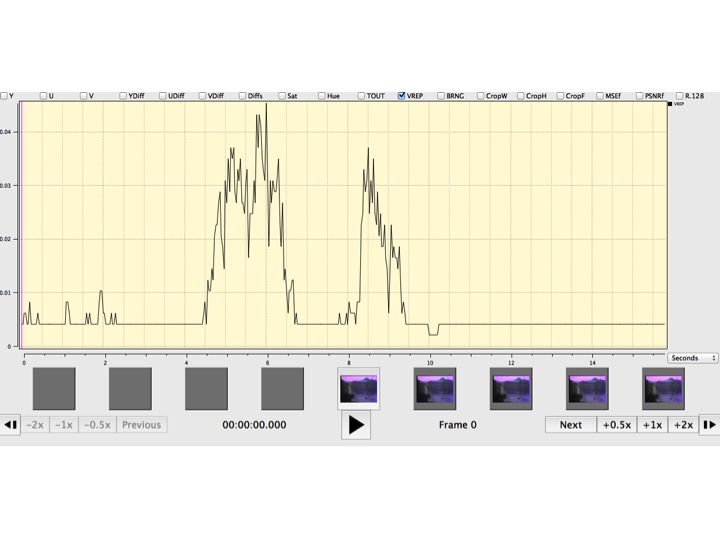 Y U V YDiff UDiff VDiff Diffs Sat Hue TOUT VREP BRNG CropW CropH CropF MSEf PSNRf R.128
VREP
0.04
0.03
0.02
0.01
0
0 2 4 6 8 10 12 14
Seconds
-2x -1x -0.5x Previous 00:00:00.000 Frame 0 Next +0.5x +1x +2x